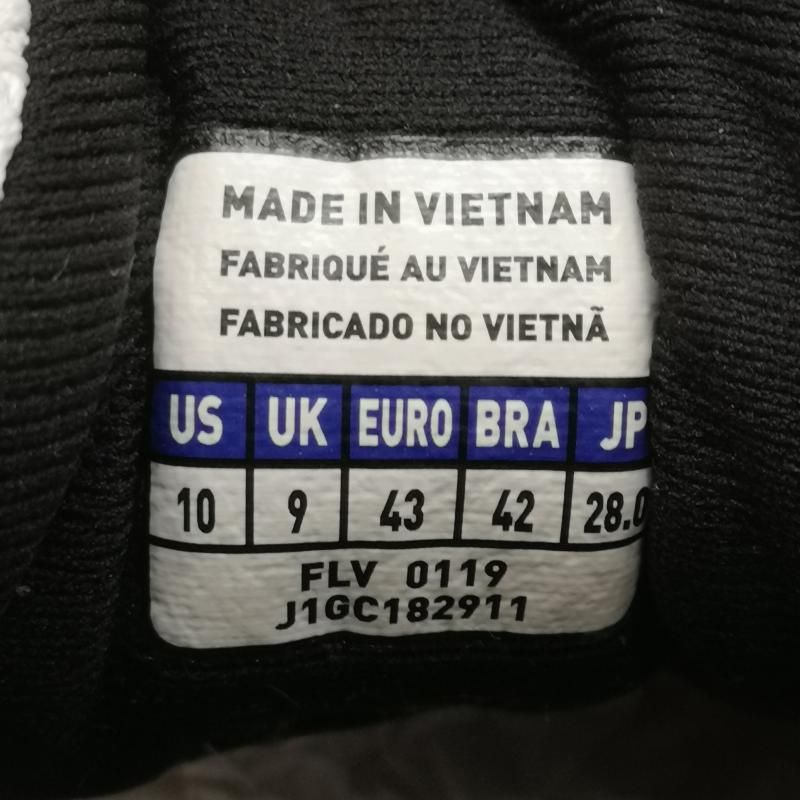 MADE IN VIETNAM
FABRIQUÉ AU VIETNAM
FABRICADO NO VIETNÃ
US UK EURO BRA JP
10 9 43 42 28.0
FLV 0119
J1GC182911